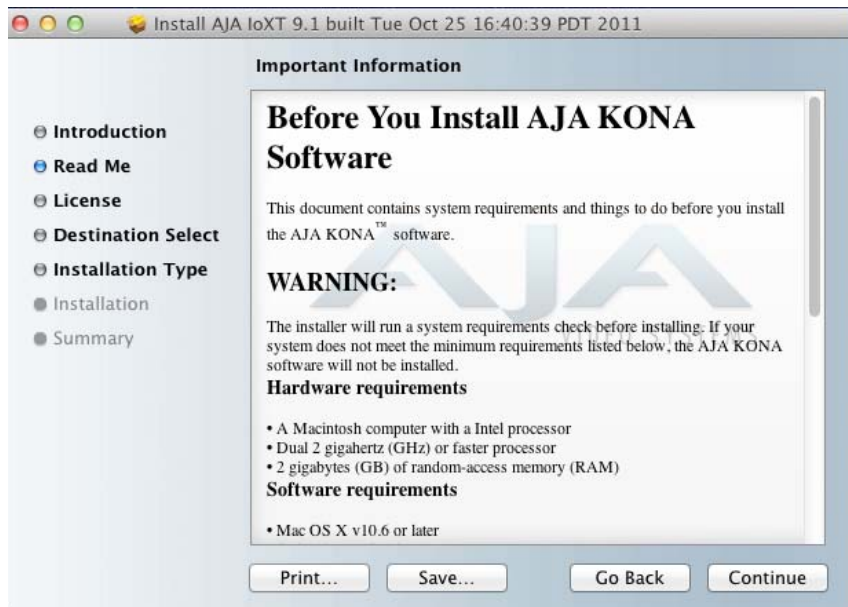 Install AJA IoXT 9.1 built Tue Oct 25 16:40:39 PDT 2011
Important Information
Introduction
Read Me
License
Destination Select
Installation Type
Installation
Summary
Before You Install AJA KONA
Software
This document contains system requirements and things to do before you install
the AJA KONA™ software.
WARNING:
The installer will run a system requirements check before installing. If your
system does not meet the minimum requirements listed below, the AJA KONA
software will not be installed.
Hardware requirements
• A Macintosh computer with a Intel processor
• Dual 2 gigahertz (GHz) or faster processor
• 2 gigabytes (GB) of random-access memory (RAM)
Software requirements
• Mac OS X v10.6 or later
AJA
VIDEO SYSTEMS
Print...
Save...
Go Back
Continue